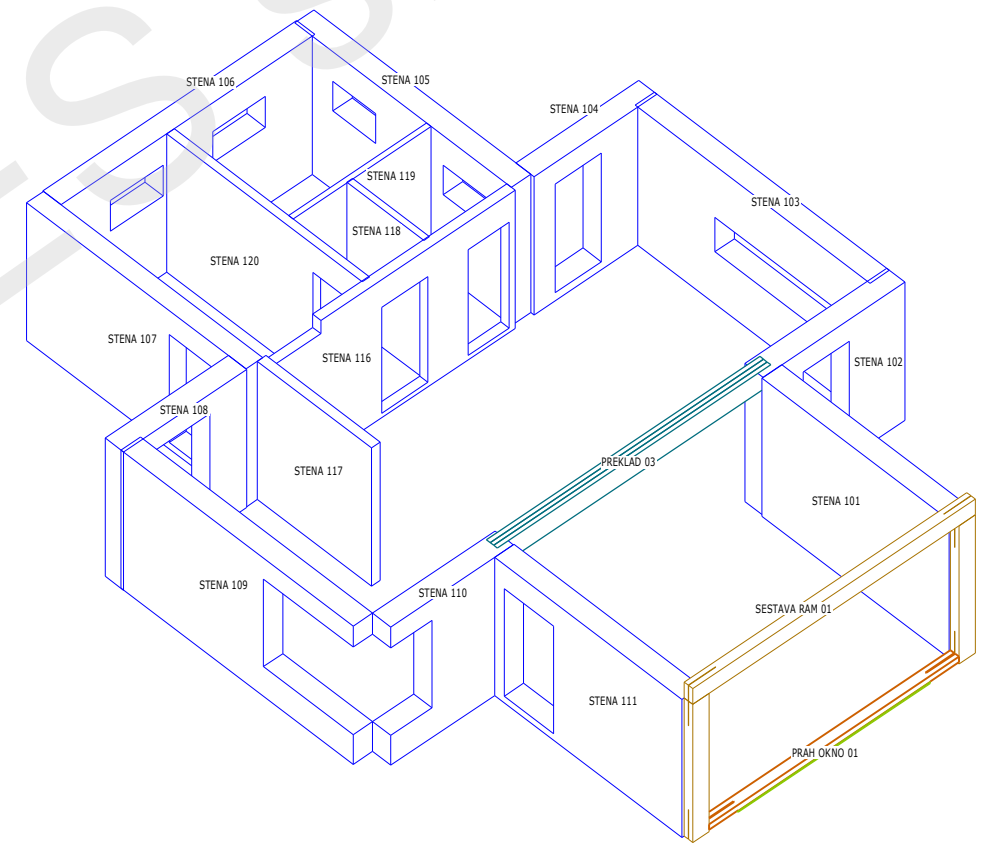 STENA 106
STENA 105
STENA 104
STENA 119
STENA 103
STENA 118
STENA 120
STENA 107
STENA 116
STENA 102
STENA 108
STENA 117
PREKLAD 03
STENA 101
STENA 109
STENA 110
SESTAVA RAM 01
STENA 111
PRAH OKNO 01